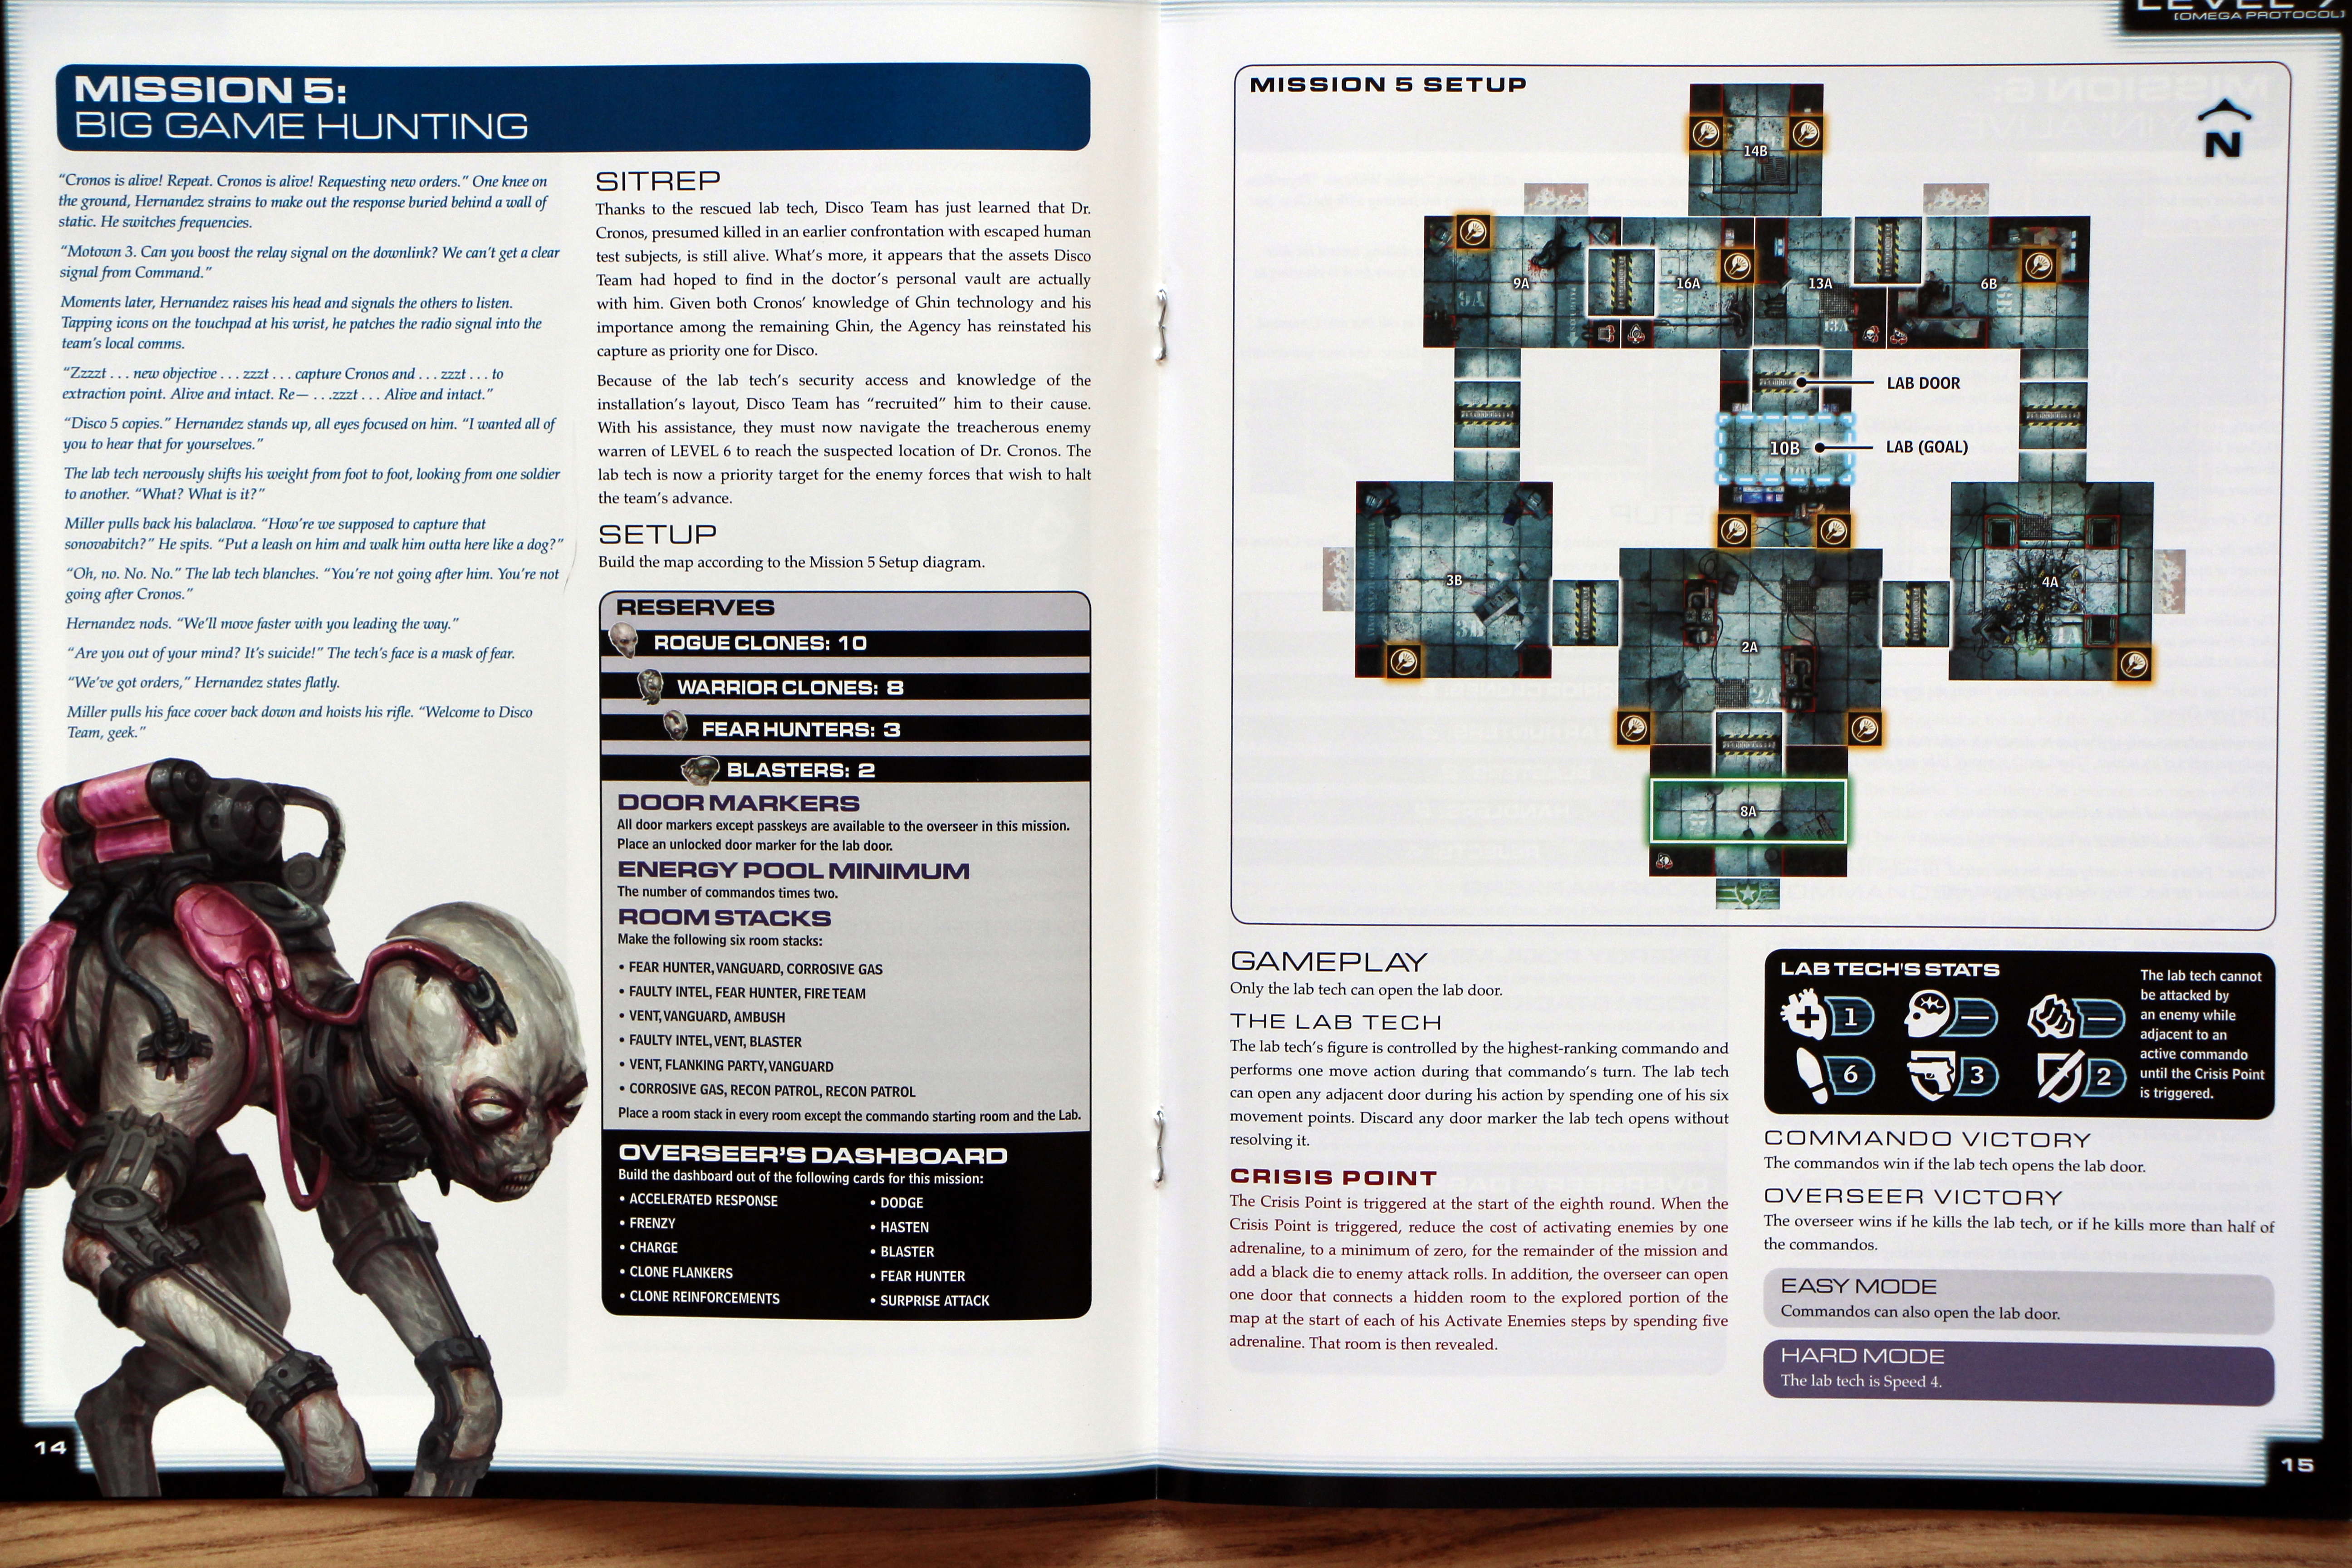 MISSION 5:
BIG GAME HUNTING
“Cronos is alive! Repeat. Cronos is alive! Requesting new orders.” One knee on
the ground, Hernandez strains to make out the response buried behind a wall of
static. He switches frequencies.
“Motown 3. Can you boost the relay signal on the downlink? We can’t get a clear
signal from Command.”
Moments later, Hernandez raises his head and signals the others to listen.
Tapping icons on the touchpad at his wrist, he patches the radio signal into the
team’s local comms.
“Zzzzt . . . new objective . . . zzzt . . . capture Cronos and . . . zzzt . . . to
extraction point. Alive and intact. Re— . . .zzzt . . . Alive and intact.”
“Disco 5 copies.” Hernandez stands up, all eyes focused on him. “I wanted all of
you to hear that for yourselves.”
The lab tech nervously shifts his weight from foot to foot, looking from one soldier
to another. “What? What is it?”
Miller pulls back his balaclava. “How’re we supposed to capture that
sonovabitch?” He spits. “Put a leash on him and walk him outta here like a dog?”
“Oh, no. No. No.” The lab tech blanches. “You’re not going after him. You’re not
going after Cronos.”
Hernandez nods. “We’ll move faster with you leading the way.”
“Are you out of your mind? It’s suicide!” The tech’s face is a mask of fear.
“We’ve got orders,” Hernandez states flatly.
Miller pulls his face cover back down and hoists his rifle. “Welcome to Disco
Team, geek.”
14
SITREP
Thanks to the rescued lab tech, Disco Team has just learned that Dr.
Cronos, presumed killed in an earlier confrontation with escaped human
test subjects, is still alive. What’s more, it appears that the assets Disco
Team had hoped to find in the doctor’s personal vault are actually
with him. Given both Cronos’ knowledge of Ghin technology and his
importance among the remaining Ghin, the Agency has reinstated his
capture as priority one for Disco.
Because of the lab tech’s security access and knowledge of the
installation’s layout, Disco Team has “recruited” him to their cause.
With his assistance, they must now navigate the treacherous enemy
warren of LEVEL 6 to reach the suspected location of Dr. Cronos. The
lab tech is now a priority target for the enemy forces that wish to halt
the team’s advance.
SETUP
Build the map according to the Mission 5 Setup diagram.
RESERVES
ROGUE CLONES: 10
WARRIOR CLONES: 8
FEAR HUNTERS: 3
BLASTERS: 2
DOOR MARKERS
All door markers except passkeys are available to the overseer in this mission.
Place an unlocked door marker for the lab door.
ENERGY POOL MINIMUM
The number of commandos times two.
ROOM STACKS
Make the following six room stacks:
• FEAR HUNTER, VANGUARD, CORROSIVE GAS
• FAULTY INTEL, FEAR HUNTER, FIRE TEAM
• VENT, VANGUARD, AMBUSH
• FAULTY INTEL, VENT, BLASTER
• VENT, FLANKING PARTY, VANGUARD
• CORROSIVE GAS, RECON PATROL, RECON PATROL
Place a room stack in every room except the commando starting room and the Lab.
OVERSEER’S DASHBOARD
Build the dashboard out of the following cards for this mission:
• ACCELERATED RESPONSE
• FRENZY
• CHARGE
• CLONE FLANKERS
• CLONE REINFORCEMENTS
• DODGE
• HASTEN
• BLASTER
• FEAR HUNTER
• SURPRISE ATTACK
[OMEGA PROTOCOL]
MISSION 5 SETUP
N
14B
9A
16A
13A
6B
LAB DOOR
10B
LAB (GOAL)
3B
4A
2A
8A
GAMEPLAY
Only the lab tech can open the lab door.
THE LAB TECH
The lab tech’s figure is controlled by the highest-ranking commando and
performs one move action during that commando’s turn. The lab tech
can open any adjacent door during his action by spending one of his six
movement points. Discard any door marker the lab tech opens without
resolving it.
CRISIS POINT
The Crisis Point is triggered at the start of the eighth round. When the
Crisis Point is triggered, reduce the cost of activating enemies by one
adrenaline, to a minimum of zero, for the remainder of the mission and
add a black die to enemy attack rolls. In addition, the overseer can open
one door that connects a hidden room to the explored portion of the
map at the start of each of his Activate Enemies steps by spending five
adrenaline. That room is then revealed.
LAB TECH’S STATS
1 — —
6 3 2
The lab tech cannot
be attacked by
an enemy while
adjacent to an
active commando
until the Crisis Point
is triggered.
COMMANDO VICTORY
The commandos win if the lab tech opens the lab door.
OVERSEER VICTORY
The overseer wins if he kills the lab tech, or if he kills more than half of
the commandos.
EASY MODE
Commandos can also open the lab door.
HARD MODE
The lab tech is Speed 4.
15